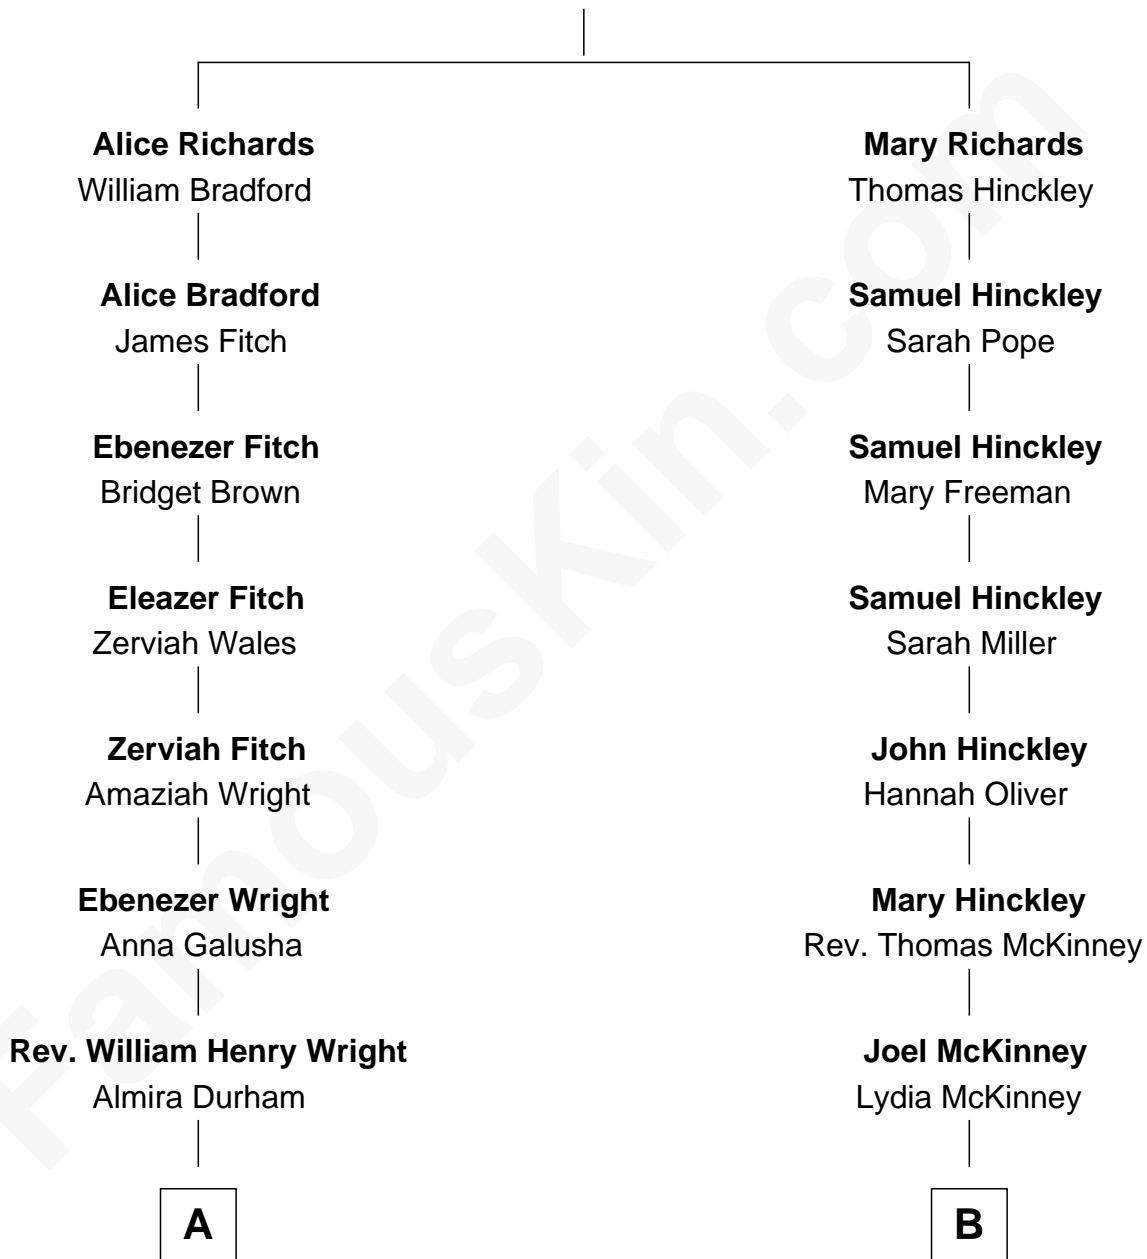 Alice Richards
William Bradford
Alice Bradford
James Fitch
Ebenezer Fitch
Bridget Brown
Eleazer Fitch
Zerviah Wales
Zerviah Fitch
Amaziah Wright
Ebenezer Wright
Anna Galusha
Rev. William Henry Wright
Almira Durham
A
Mary Richards
Thomas Hinckley
Samuel Hinckley
Sarah Pope
Samuel Hinckley
Mary Freeman
Samuel Hinckley
Sarah Miller
John Hinckley
Hannah Oliver
Mary Hinckley
Rev. Thomas McKinney
Joel McKinney
Lydia McKinney
B
FamousKin.com